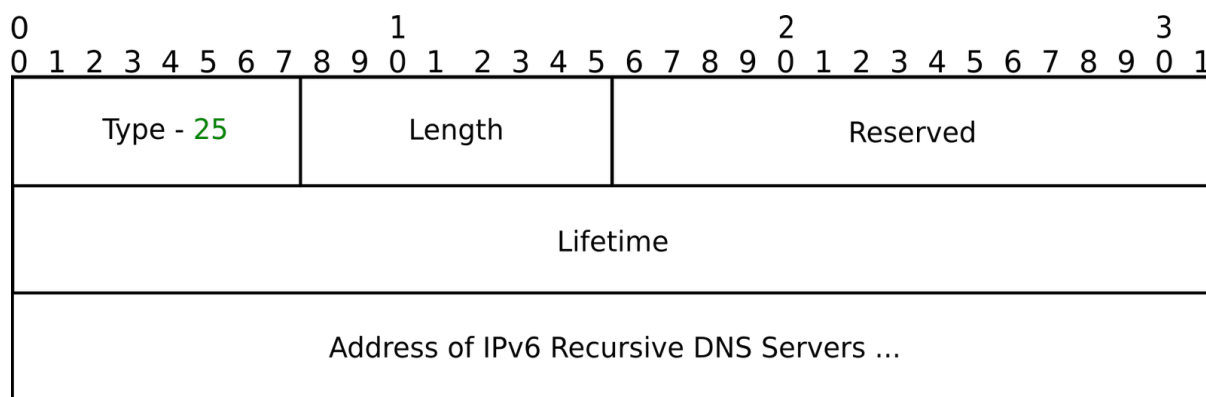 0 1 2 3
0 1 2 3 4 5 6 7 8 9 0 1 2 3 4 5 6 7 8 9 0 1 2 3 4 5 6 7 8 9 0 1
Type - 25 Length Reserved
Lifetime
Address of IPv6 Recursive DNS Servers ...